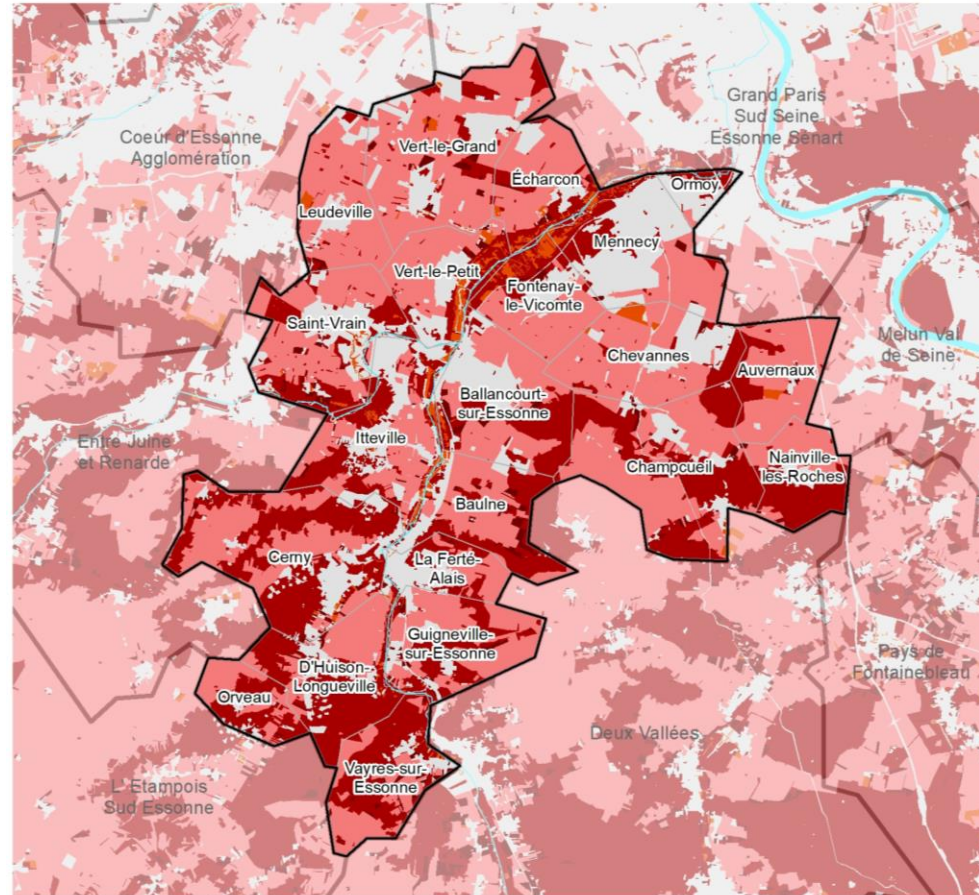 Grand Paris
Sud Seine
Essonne Sénart
Coeur d'Essonne
Agglomération
Vert-le-Grand
Écharcon
Ormoy
Leudeville
Mennecy
Vert-le-Petit
Fontenay-
le-Vicomte
Saint-Vrain
Chevannes
Melun Val
de Seine
Auvernaux
Ballancourt-
sur-Essonne
Entre Juine
et Renarde
Itteville
Champcueil
Nainville-
les-Roches
Baulne
Cerny
La Ferté-
Alais
Guigneville-
sur-Essonne
Pays de
Fontainebleau
D'Huison-
Longueville
Orveau
Deux Vallées
Vayres-sur-
Essonne
L' Etampois
Sud Essonne